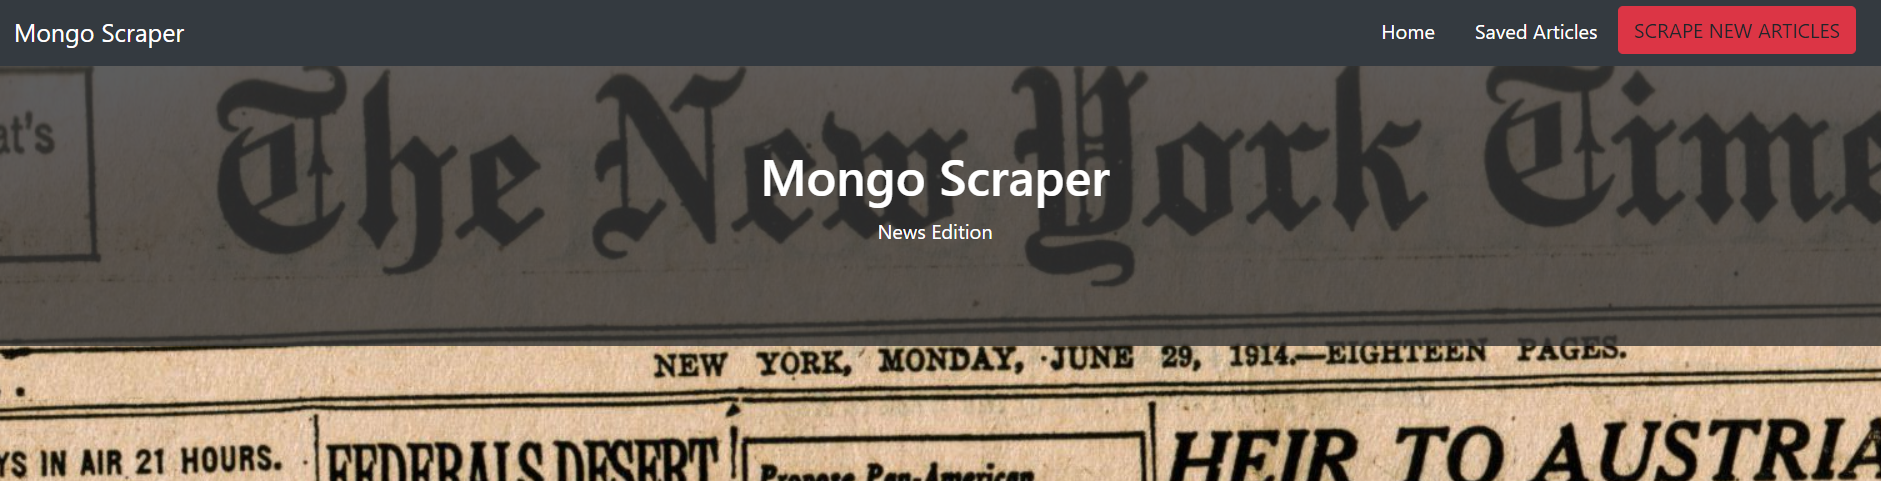 Mongo Scraper
Home
Saved Articles
SCRAPE NEW ARTICLES
at's
The New York Time
Mongo Scraper
News Edition
NEW YORK, MONDAY, JUNE 29, 1914.—EIGHTEEN PAGES.
YS IN AIR 21 HOURS.
FEDERALS DESERT
Propose Pan-American
HEIR TO AUSTRIA